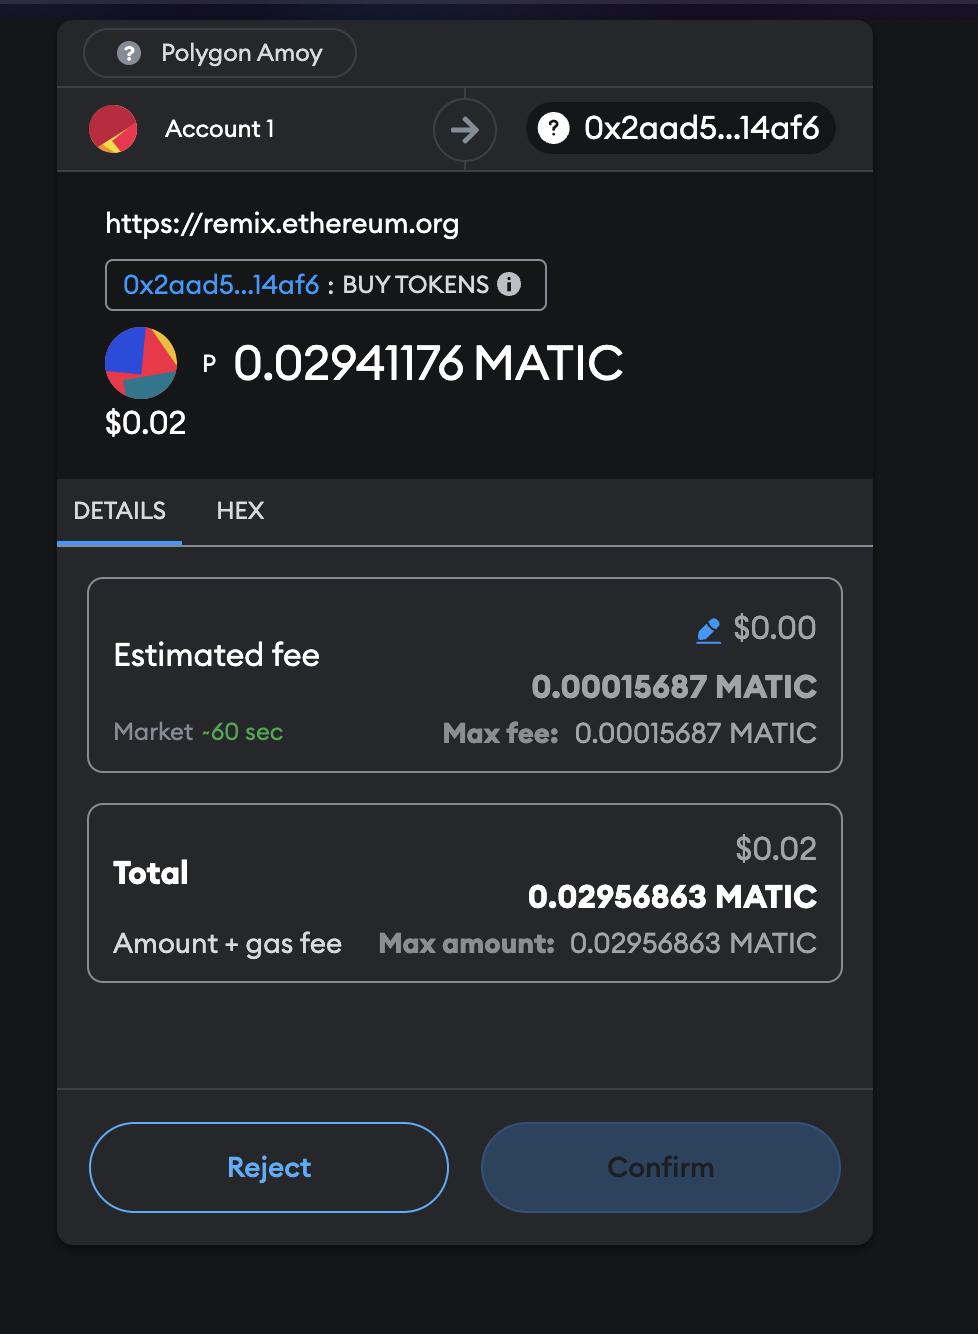 ? Polygon Amoy
Account 1
? 0x2aad5...14af6
https://remix.ethereum.org
0x2aad5...14af6 : BUY TOKENS i
P 0.02941176 MATIC
$0.02
DETAILS HEX
$0.00
Estimated fee
0.00015687 MATIC
Market ~60 sec Max fee: 0.00015687 MATIC
$0.02
Total
0.02956863 MATIC
Amount + gas fee Max amount: 0.02956863 MATIC
Reject Confirm